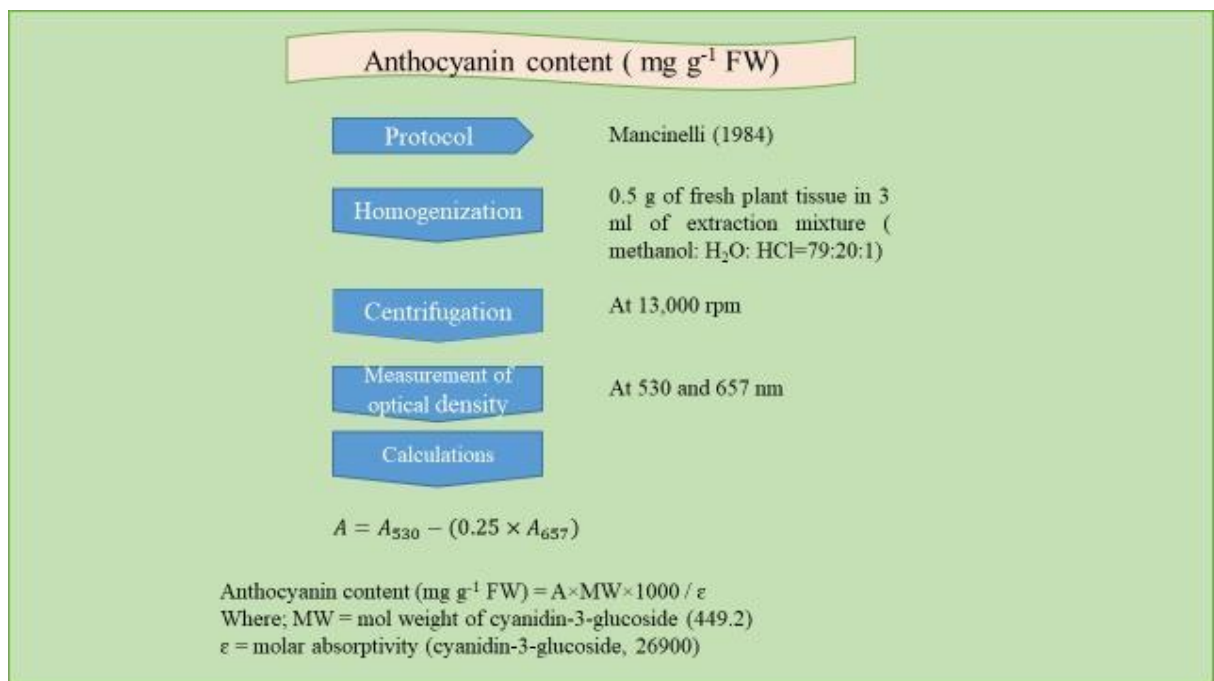 Anthocyanin content ( mg g⁻¹ FW)
Protocol
Mancinelli (1984)
Homogenization
0.5 g of fresh plant tissue in 3
ml of extraction mixture (
methanol: H₂O: HCl=79:20:1)
Centrifugation
At 13,000 rpm
Measurement of
optical density
At 530 and 657 nm
Calculations
A = A₅₃₀ − (0.25 × A₆₅₇)
Anthocyanin content (mg g⁻¹ FW) = A×MW×1000 / ε
Where; MW = mol weight of cyanidin-3-glucoside (449.2)
ε = molar absorptivity (cyanidin-3-glucoside, 26900)